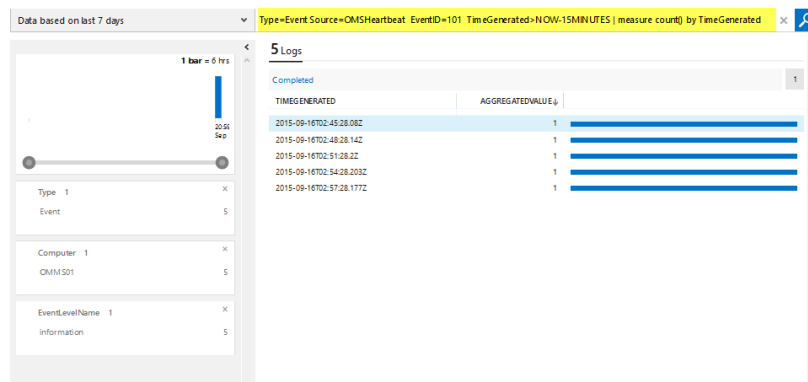 Data based on last 7 days
Type=Event Source=OMSHeartbeat EventID=101 TimeGenerated>NOW-15MINUTES | measure count() by TimeGenerated
1 bar = 6 hrs
20:56
Sep
Type 1
Event 5
Computer 1
OMMS01 5
EventLevelName 1
information 5
5 Logs
Completed 1
TIMEGENERATED AGGREGATEDVALUE↓
2015-09-16T02:45:28.08Z 1
2015-09-16T02:48:28.14Z 1
2015-09-16T02:51:28.2Z 1
2015-09-16T02:54:28.203Z 1
2015-09-16T02:57:28.177Z 1